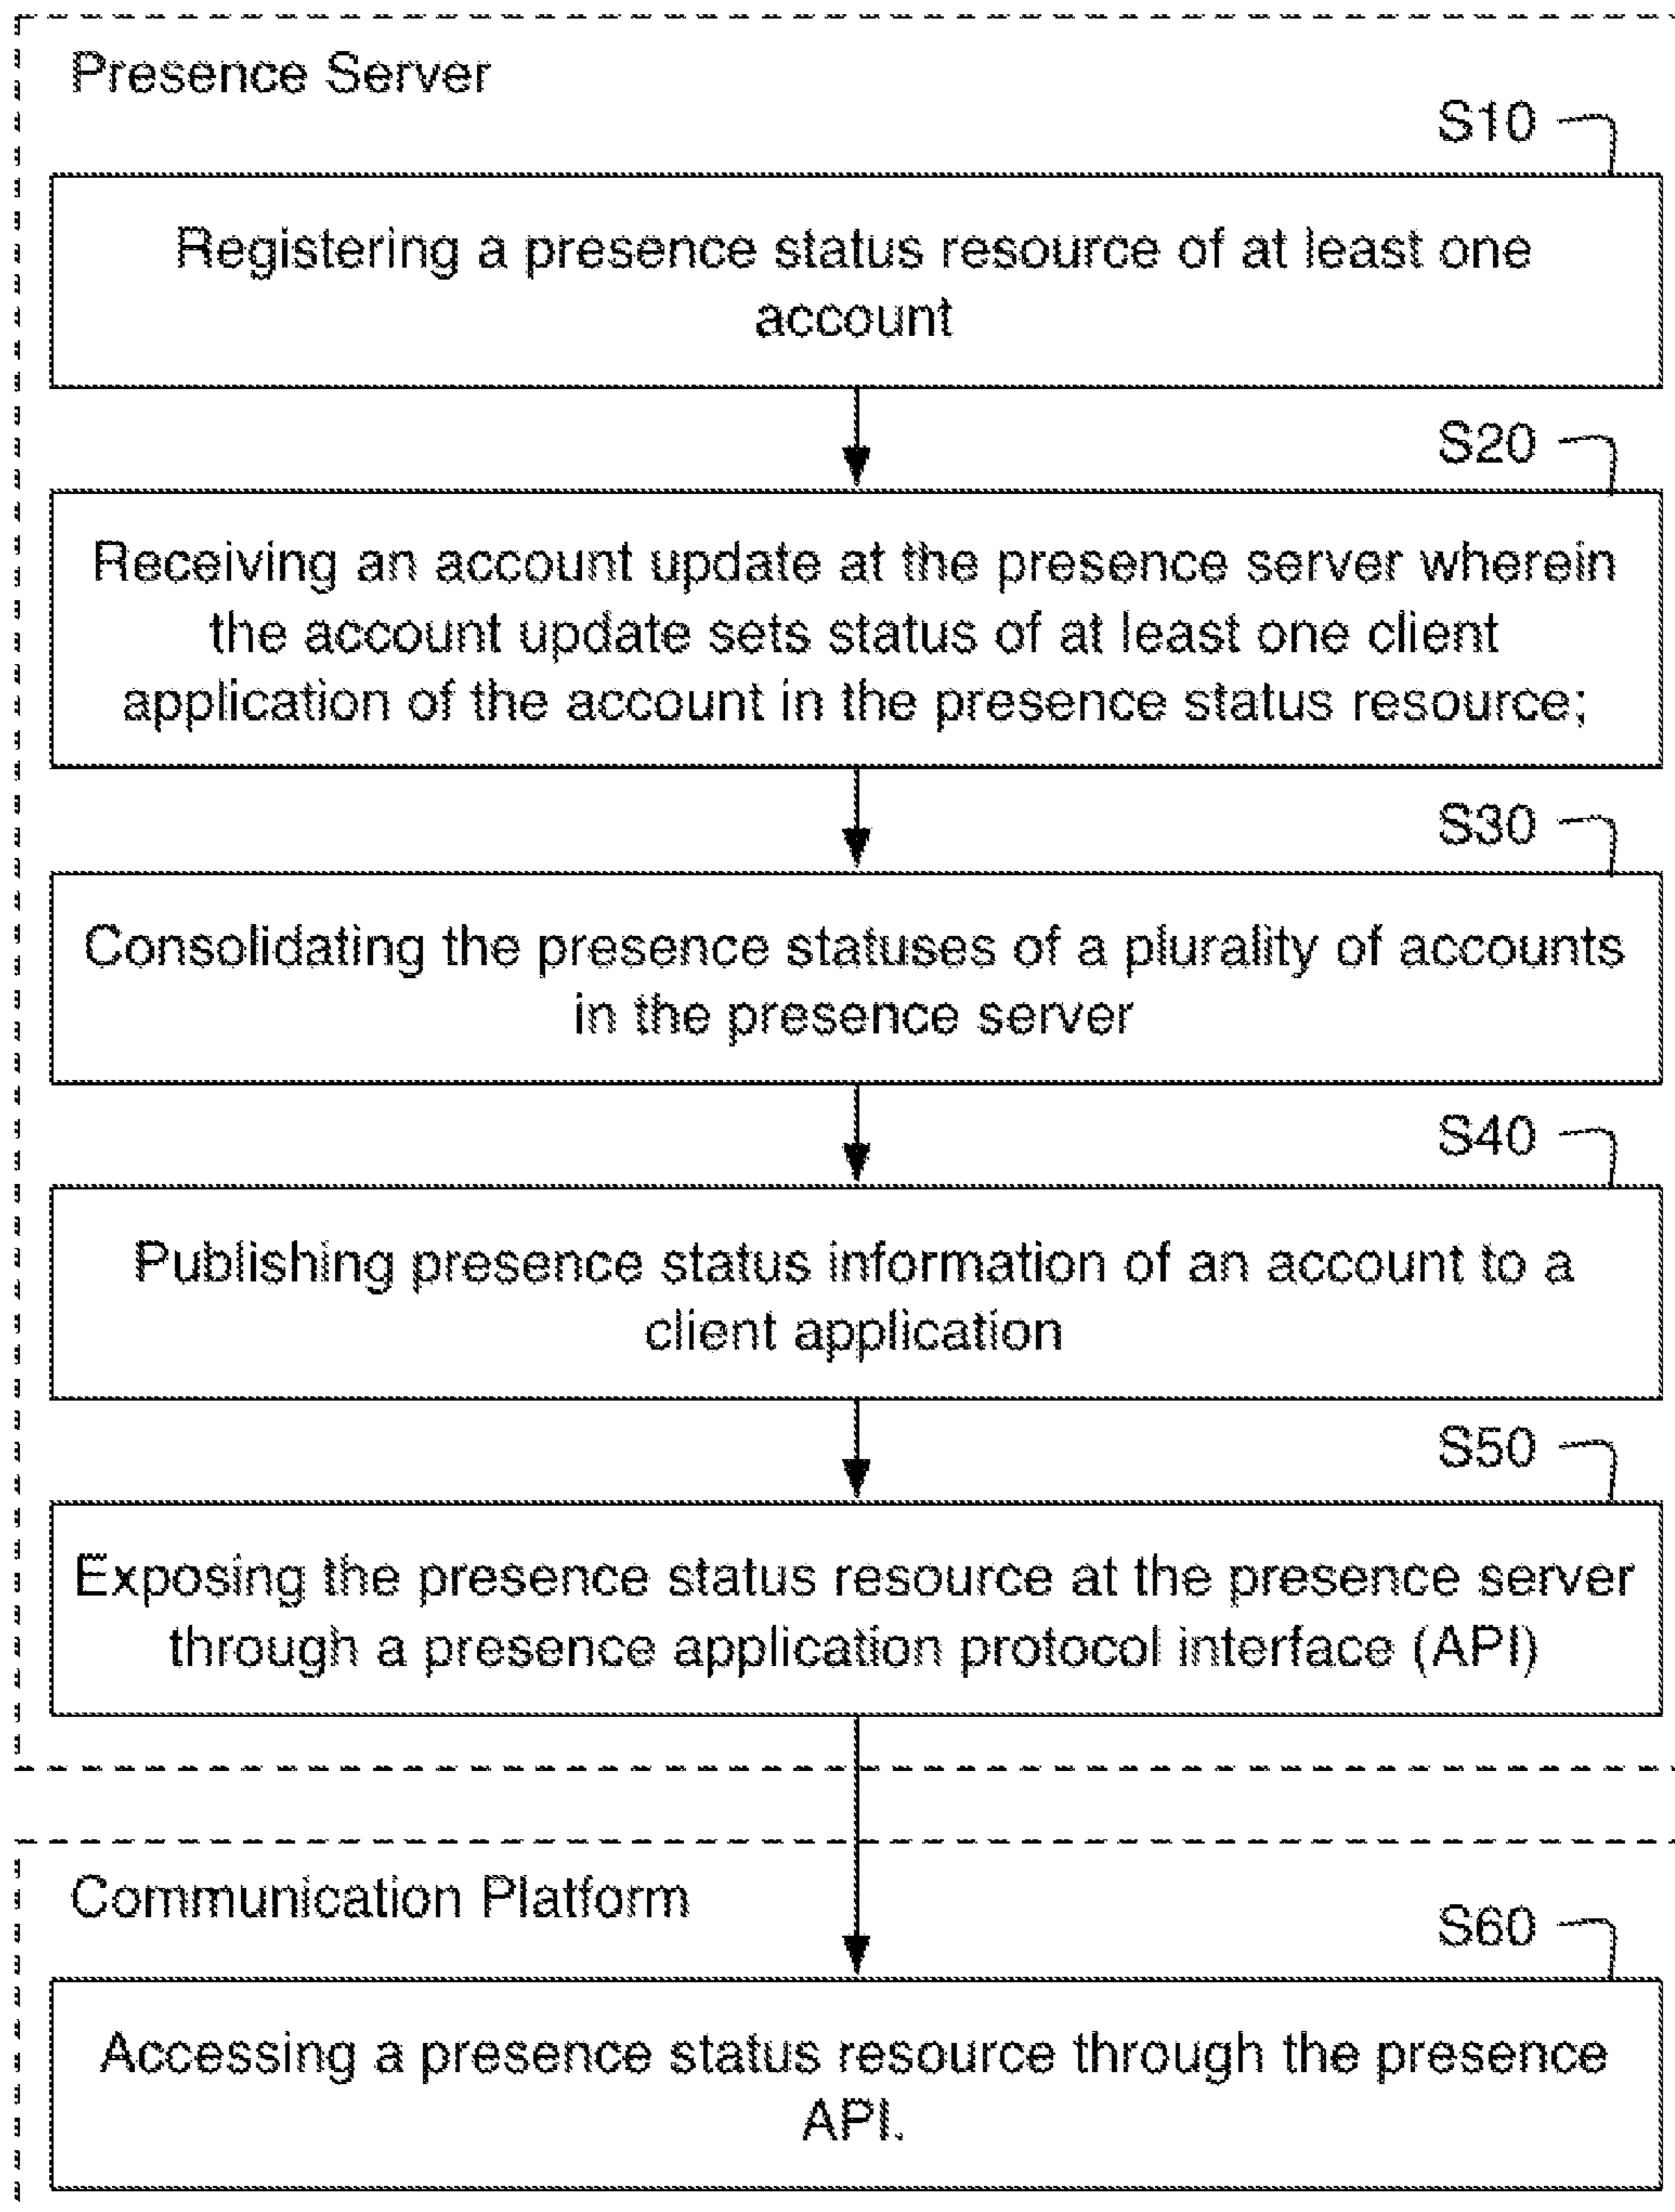 Presence Server
S10
Registering a presence status resource of at least one
account
S20
Receiving an account update at the presence server wherein
the account update sets status of at least one client
application of the account in the presence status resource;
S30
Consolidating the presence statuses of a plurality of accounts
in the presence server
S40
Publishing presence status information of an account to a
client application
S50
Exposing the presence status resource at the presence server
through a presence application protocol interface (API)
Communication Platform
S60
Accessing a presence status resource through the presence
API.